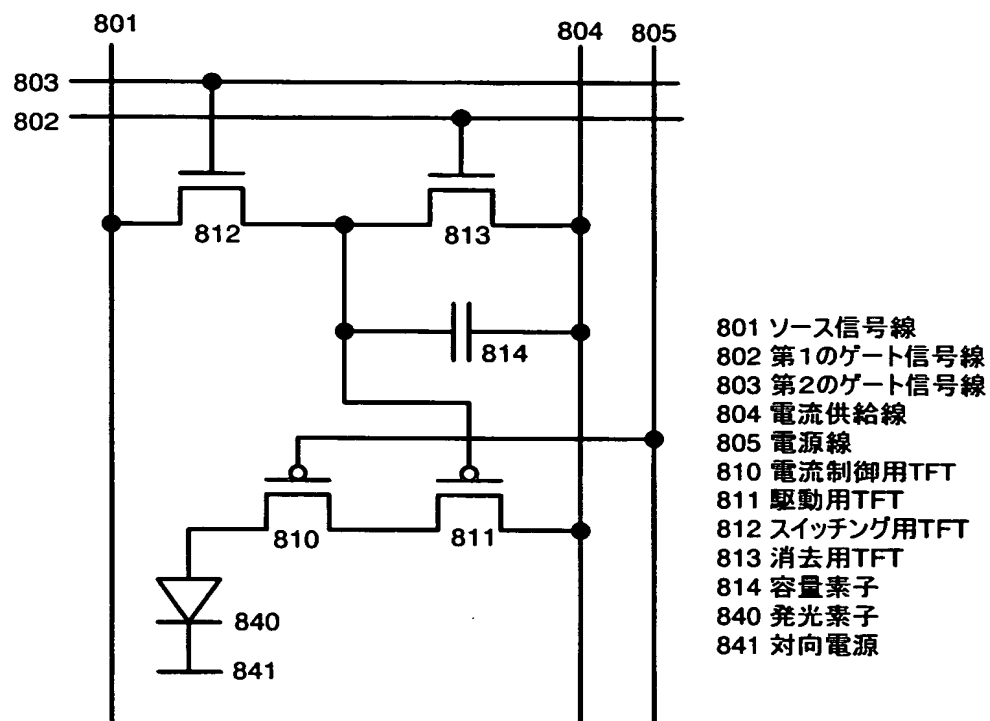 801
804
805
803
802
812
813
814
810
811
840
841
801 ソース信号線
802 第1のゲート信号線
803 第2のゲート信号線
804 電流供給線
805 電源線
810 電流制御用TFT
811 駆動用TFT
812 スイッチング用TFT
813 消去用TFT
814 容量素子
840 発光素子
841 対向電源